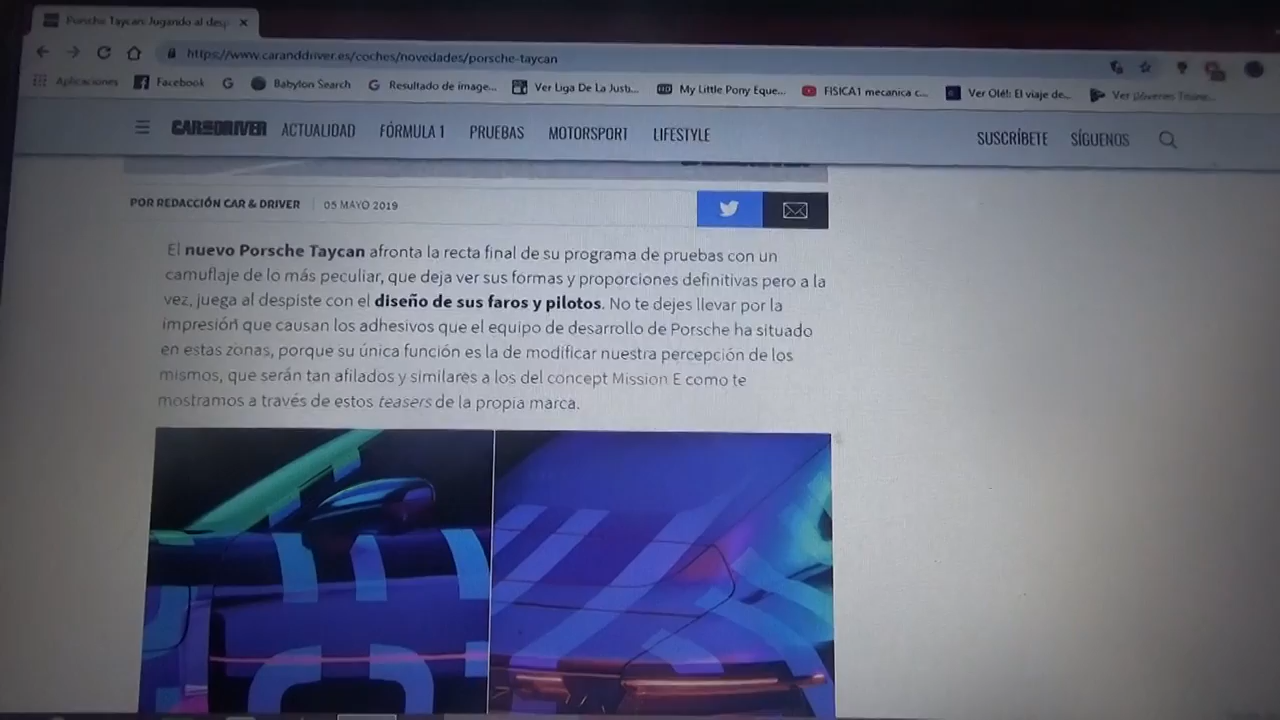 Porsche Taycan: Jugando al desp
https://www.caranddriver.es/coches/novedades/porsche-taycan
Aplicaciones Facebook Babylon Search Resultado de image... Ver Liga De La Justi... My Little Pony Eque... FISICA1 mecanica c... Ver Olé!: El viaje de... Ver
CAR AND DRIVER ACTUALIDAD FÓRMULA 1 PRUEBAS MOTORSPORT LIFESTYLE SUSCRÍBETE SÍGUENOS
POR REDACCIÓN CAR & DRIVER 05 MAYO 2019
El nuevo Porsche Taycan afronta la recta final de su programa de pruebas con un
camuflaje de lo más peculiar, que deja ver sus formas y proporciones definitivas pero a la
vez, juega al despiste con el diseño de sus faros y pilotos. No te dejes llevar por la
impresión que causan los adhesivos que el equipo de desarrollo de Porsche ha situado
en estas zonas, porque su única función es la de modificar nuestra percepción de los
mismos, que serán tan afilados y similares a los del concept Mission E como te
mostramos a través de estos teasers de la propia marca.